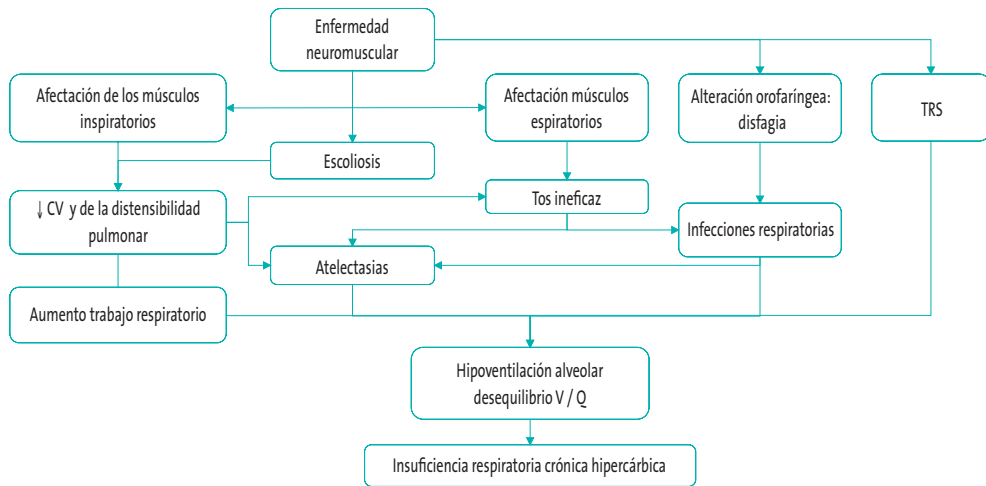 Enfermedad
neuromuscular
Afectación de los músculos
inspiratorios
Afectación músculos
espiratorios
Alteración orofaríngea:
disfagia
TRS
Escoliosis
↓ CV y de la distensibilidad
pulmonar
Tos ineficaz
Infecciones respiratorias
Atelectasias
Aumento trabajo respiratorio
Hipoventilación alveolar
desequilibrio V / Q
Insuficiencia respiratoria crónica hipercárbica